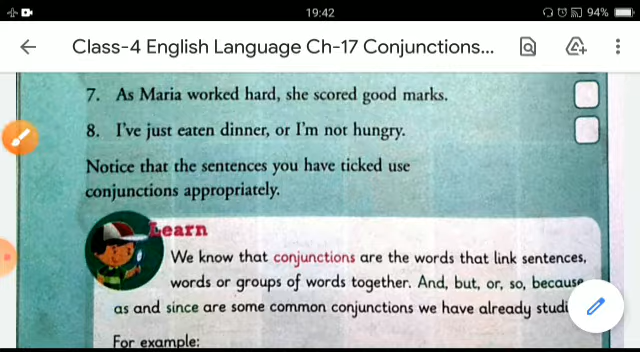 19:42
94%
Class-4 English Language Ch-17 Conjunctions...
7. As Maria worked hard, she scored good marks.
8. I've just eaten dinner, or I'm not hungry.
Notice that the sentences you have ticked use
conjunctions appropriately.
Learn
We know that conjunctions are the words that link sentences,
words or groups of words together. And, but, or, so, because
as and since are some common conjunctions we have already studi
For example: